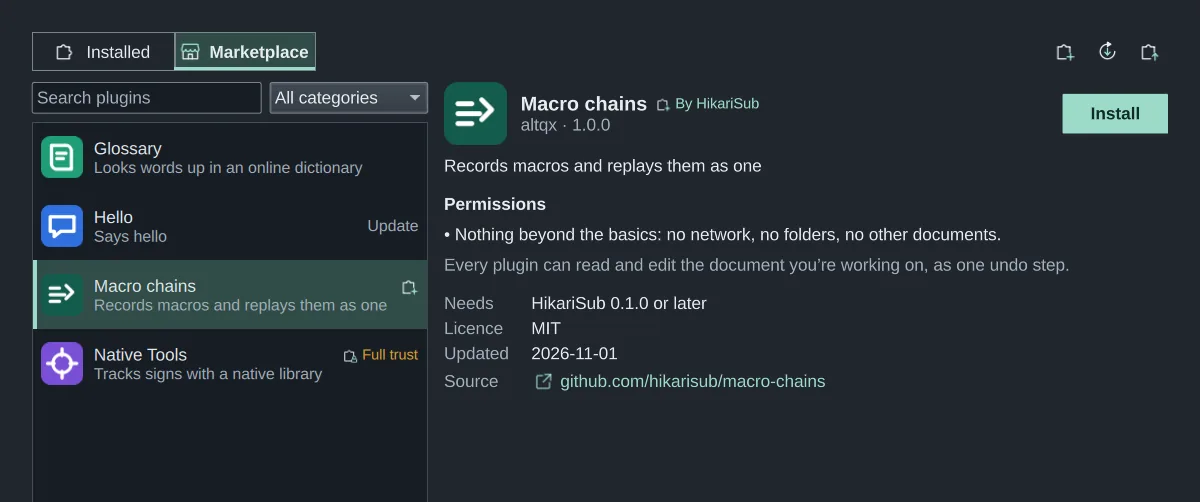 Installed
Marketplace
Search plugins
All categories
Glossary
Looks words up in an online dictionary
Hello
Says hello
Update
Macro chains
Records macros and replays them as one
Native Tools
Tracks signs with a native library
Full trust
Macro chains
By HikariSub
altqx · 1.0.0
Install
Records macros and replays them as one
Permissions
• Nothing beyond the basics: no network, no folders, no other documents.
Every plugin can read and edit the document you’re working on, as one undo step.
Needs HikariSub 0.1.0 or later
Licence MIT
Updated 2026-11-01
Source github.com/hikarisub/macro-chains